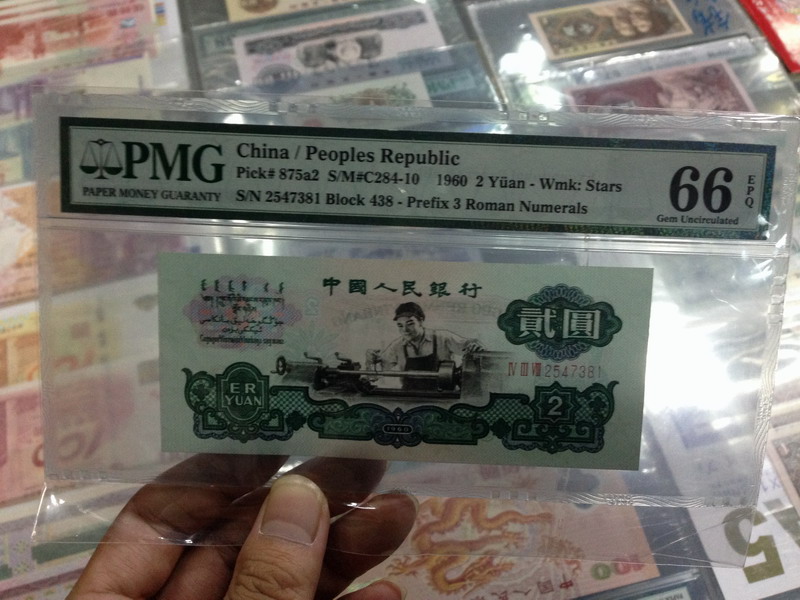 PMG
PAPER MONEY GUARANTY
China / Peoples Republic
Pick# 875a2 S/M#C284-10 1960 2 Yüan - Wmk: Stars
S/N 2547381 Block 438 - Prefix 3 Roman Numerals
66
EPQ
Gem Uncirculated
中國人民銀行
貳圓
IV III VIII 2547381
ER
YUAN
1960
2
5